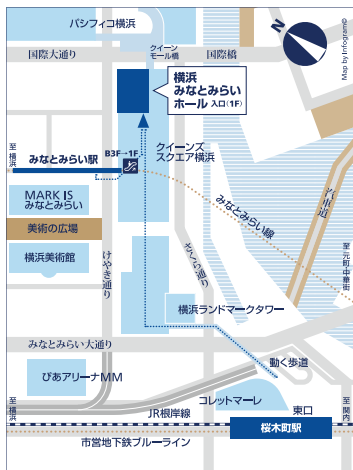 パシフィコ横浜
国際大通り
クイーン
モール橋
国際橋
N
Map by Infogram©
横浜
みなとみらい
ホール 入口(1F)
至横浜
みなとみらい駅
B3F→1F
クイーンズ
スクエア横浜
MARK IS
みなとみらい
美術の広場
横浜美術館
けやき通り
さくら通り
みなとみらい線
汽車道
至元町・中華街
横浜ランドマークタワー
みなとみらい大通り
動く歩道
ぴあアリーナMM
コレットマーレ
東口
至横浜
JR根岸線
桜木町駅
至関内
市営地下鉄ブルーライン